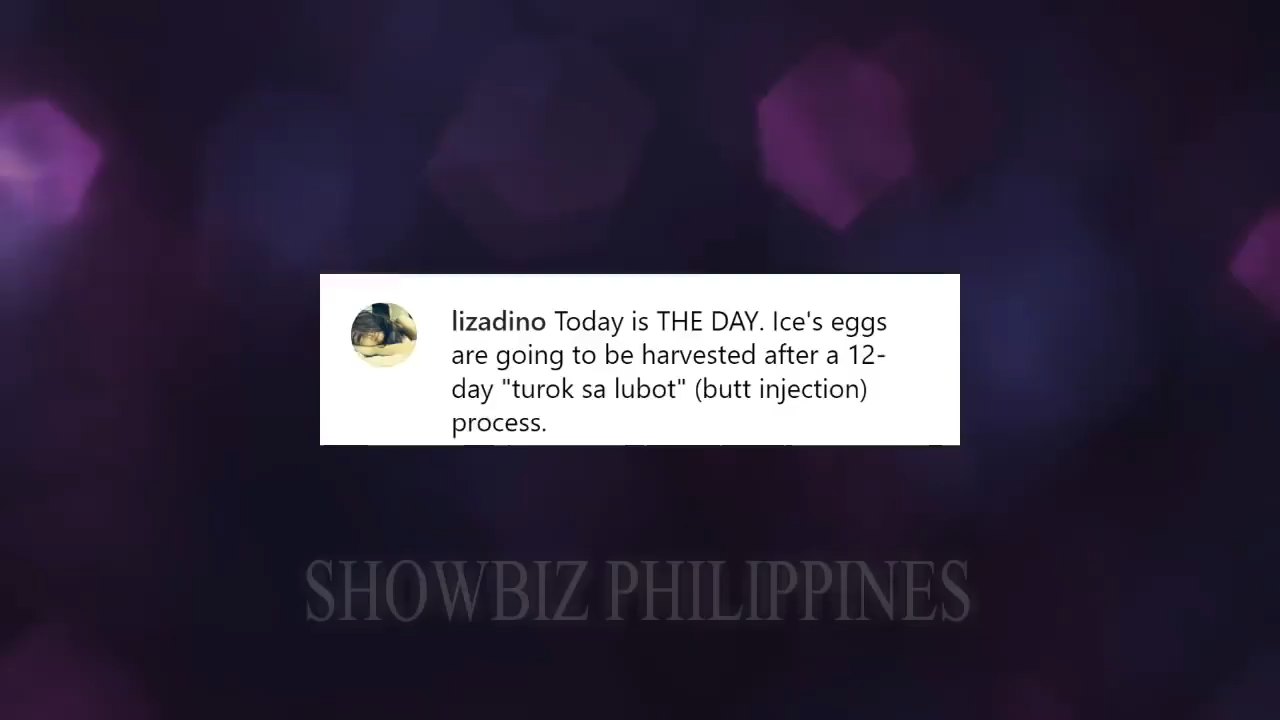 lizadino Today is THE DAY. Ice's eggs
are going to be harvested after a 12-
day "turok sa lubot" (butt injection)
process.
SHOWBIZ PHILIPPINES